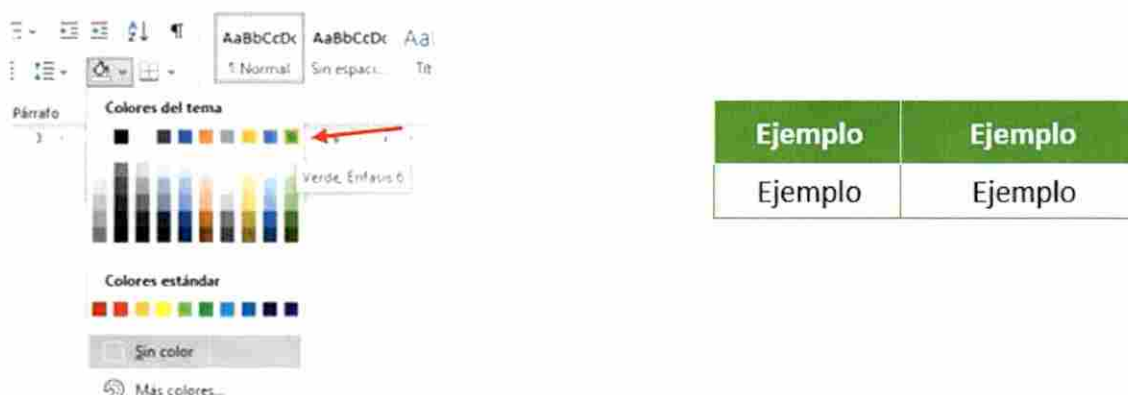 AaBbCcDc AaBbCcDc
¶ Normal Sin espaci...
Párrafo
Colores del tema
Verde, Énfasis 6
Colores estándar
Sin color
Más colores...
Ejemplo Ejemplo
Ejemplo Ejemplo